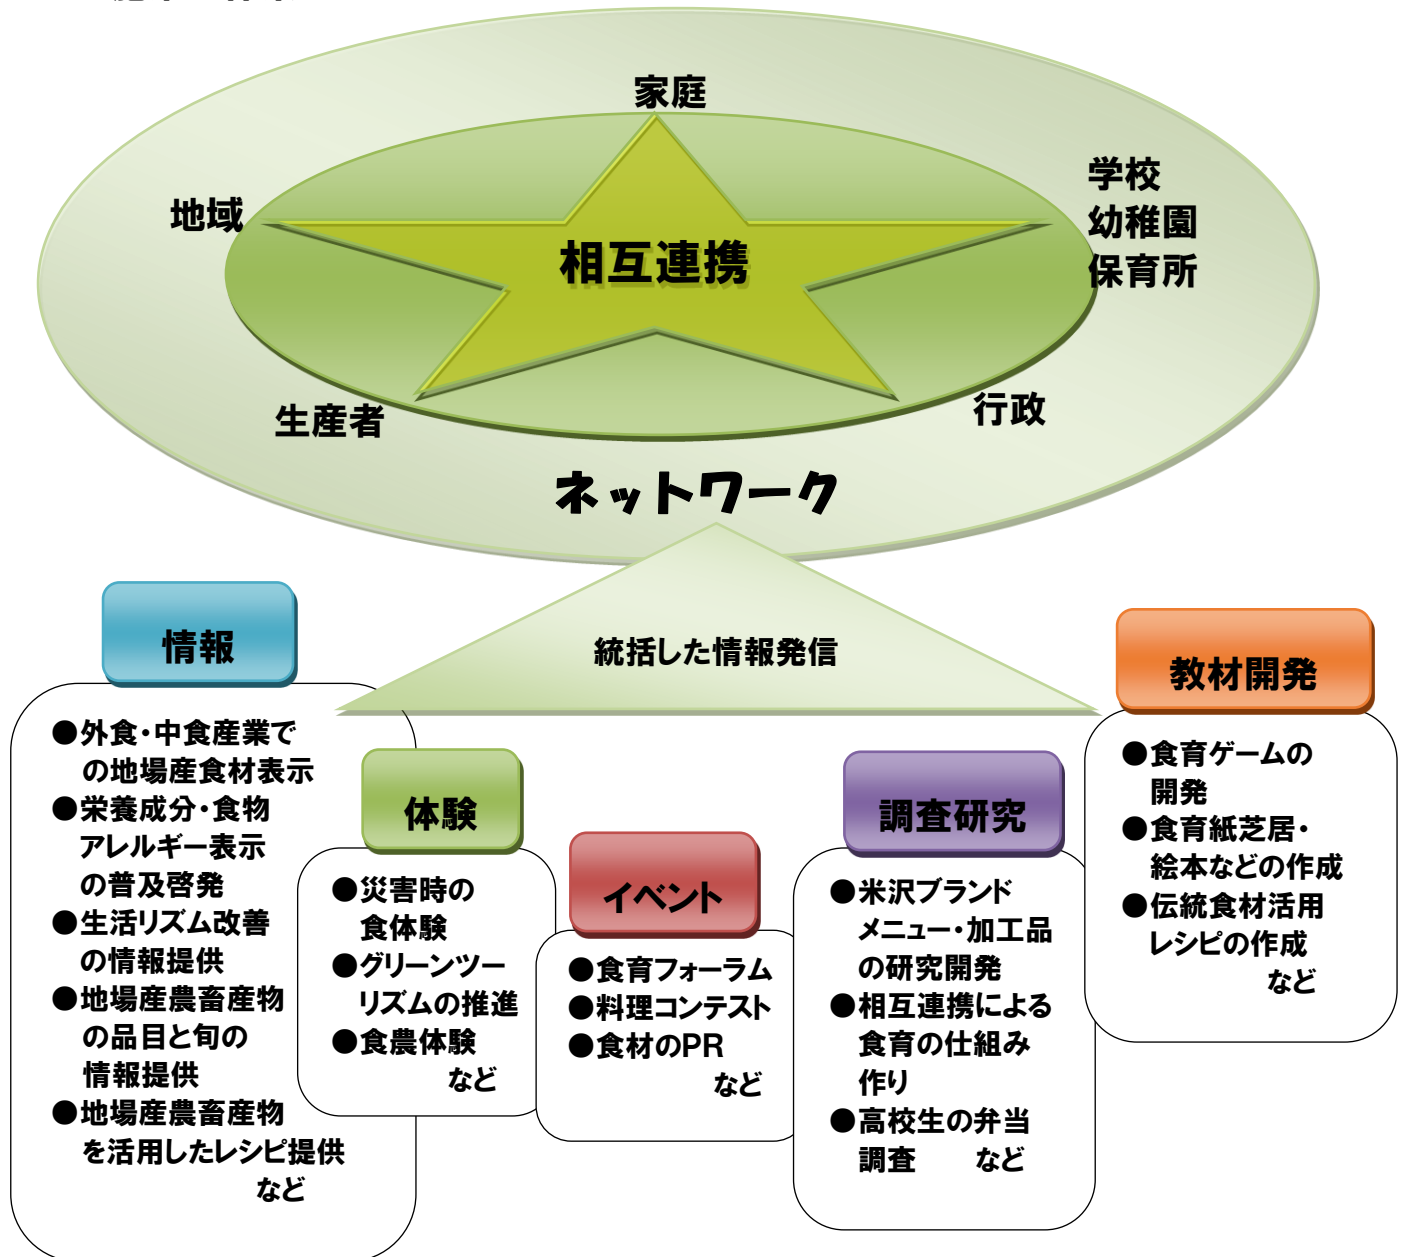 家庭
地域
学校
幼稚園
保育所
相互連携
生産者
行政
ネットワーク
統括した情報発信
情報
●外食・中食産業で
の地場産食材表示
●栄養成分・食物
アレルギー表示
の普及啓発
●生活リズム改善
の情報提供
●地場産農畜産物
の品目と旬の
情報提供
●地場産農畜産物
を活用したレシピ提供
など
体験
●災害時の
食体験
●グリーンツー
リズムの推進
●食農体験
など
イベント
●食育フォーラム
●料理コンテスト
●食材のPR
など
調査研究
●米沢ブランド
メニュー・加工品
の研究開発
●相互連携による
食育の仕組み
作り
●高校生の弁当
調査 など
教材開発
●食育ゲームの
開発
●食育紙芝居・
絵本などの作成
●伝統食材活用
レシピの作成
など